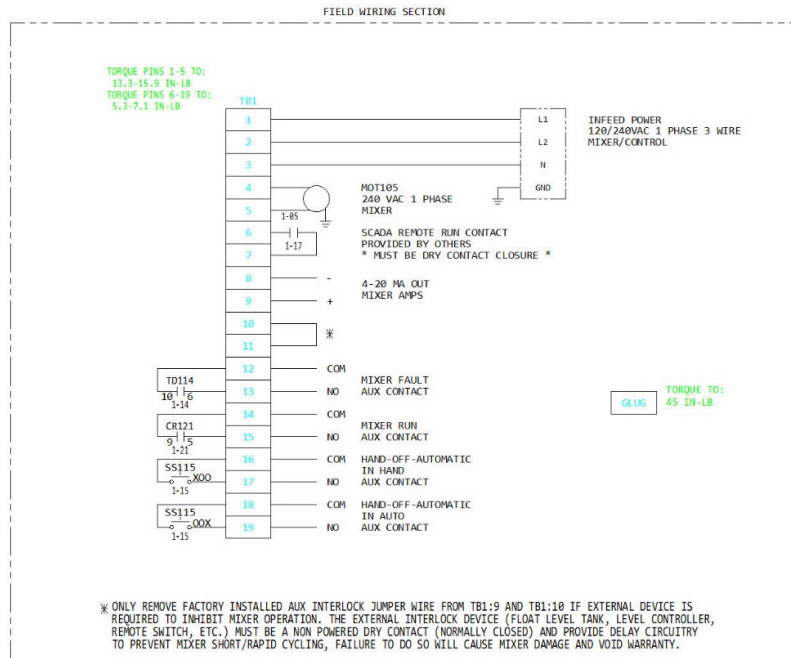 FIELD WIRING SECTION
TORQUE PINS 1-5 TO:
13.3-15.9 IN-LB
TORQUE PINS 6-19 TO:
5.3-7.1 IN-LB
TB1
1
2
3
4
5
6
7
8
9
10
11
12
13
14
15
16
17
18
19
L1
L2
N
GND
INFEED POWER
120/240VAC 1 PHASE 3 WIRE
MIXER/CONTROL
MOT105
240 VAC 1 PHASE
MIXER
1-05
1-17
SCADA REMOTE RUN CONTACT
PROVIDED BY OTHERS
* MUST BE DRY CONTACT CLOSURE *
-
+
4-20 MA OUT
MIXER AMPS
*
TD114
10 6
1-14
COM
NO
MIXER FAULT
AUX CONTACT
CR121
9 5
1-21
COM
NO
MIXER RUN
AUX CONTACT
SS115
XOO
1-15
COM
NO
HAND-OFF-AUTOMATIC
IN HAND
AUX CONTACT
SS115
OOX
1-15
COM
NO
HAND-OFF-AUTOMATIC
IN AUTO
AUX CONTACT
GLUG
TORQUE TO:
45 IN-LB
* ONLY REMOVE FACTORY INSTALLED AUX INTERLOCK JUMPER WIRE FROM TB1:9 AND TB1:10 IF EXTERNAL DEVICE IS
REQUIRED TO INHIBIT MIXER OPERATION. THE EXTERNAL INTERLOCK DEVICE (FLOAT LEVEL TANK, LEVEL CONTROLLER,
REMOTE SWITCH, ETC.) MUST BE A NON POWERED DRY CONTACT (NORMALLY CLOSED) AND PROVIDE DELAY CIRCUITRY
TO PREVENT MIXER SHORT/RAPID CYCLING, FAILURE TO DO SO WILL CAUSE MIXER DAMAGE AND VOID WARRANTY.